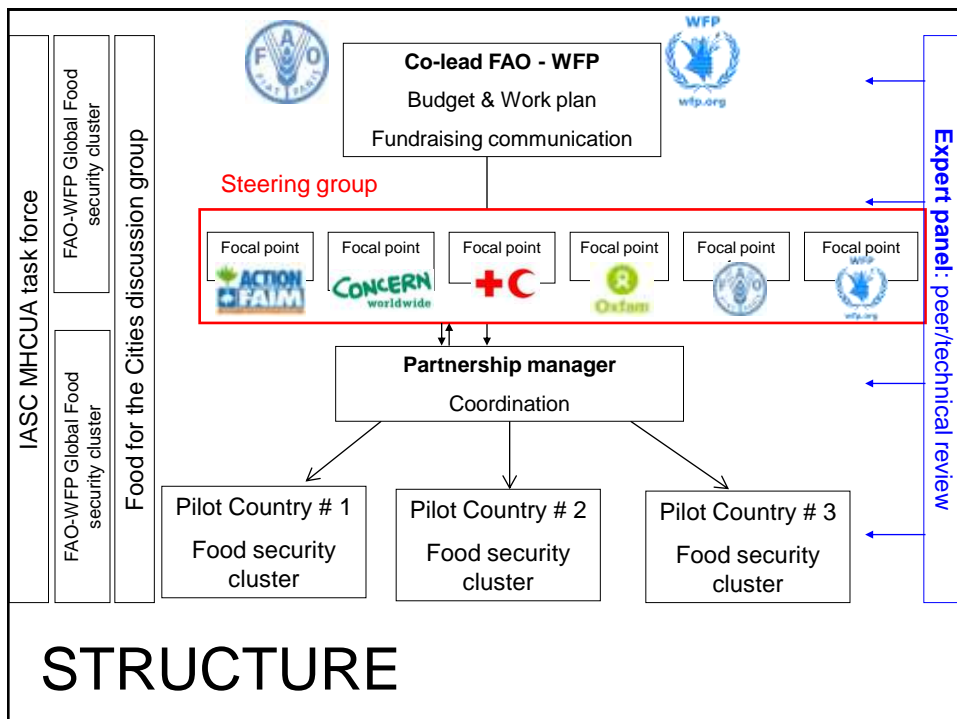 FAO
FIAT PANIS
WFP
wfp.org
Co-lead FAO - WFP
Budget & Work plan
Fundraising communication
IASC MHCUA task force
FAO-WFP Global Food
security cluster
FAO-WFP Global Food
security cluster
Food for the Cities discussion group
Steering group
Focal point
ACTION
FAIM
Focal point
CONCERN
worldwide
Focal point
Focal point
Oxfam
Focal point
FAO
Focal point
WFP
wfp.org
Partnership manager
Coordination
Pilot Country # 1
Food security
cluster
Pilot Country # 2
Food security
cluster
Pilot Country # 3
Food security
cluster
Expert panel: peer/technical review
STRUCTURE